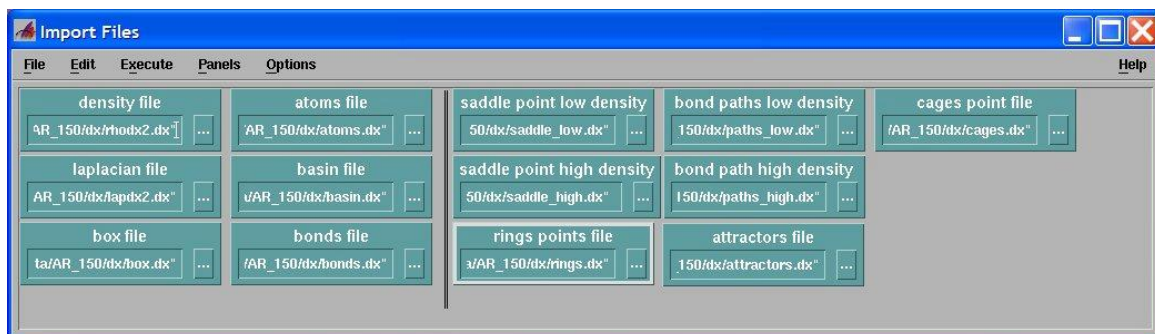 Import Files
File Edit Execute Panels Options Help
density file
AR_150/dx/rhodx2.dx"
...
atoms file
/AR_150/dx/atoms.dx"
...
saddle point low density
50/dx/saddle_low.dx"
...
bond paths low density
150/dx/paths_low.dx"
...
cages point file
/AR_150/dx/cages.dx"
...
laplacian file
AR_150/dx/lapdx2.dx"
...
basin file
/AR_150/dx/basin.dx"
...
saddle point high density
50/dx/saddle_high.dx"
...
bond path high density
150/dx/paths_high.dx"
...
box file
ta/AR_150/dx/box.dx"
...
bonds file
/AR_150/dx/bonds.dx"
...
rings points file
a/AR_150/dx/rings.dx"
...
attractors file
_150/dx/attractors.dx"
...